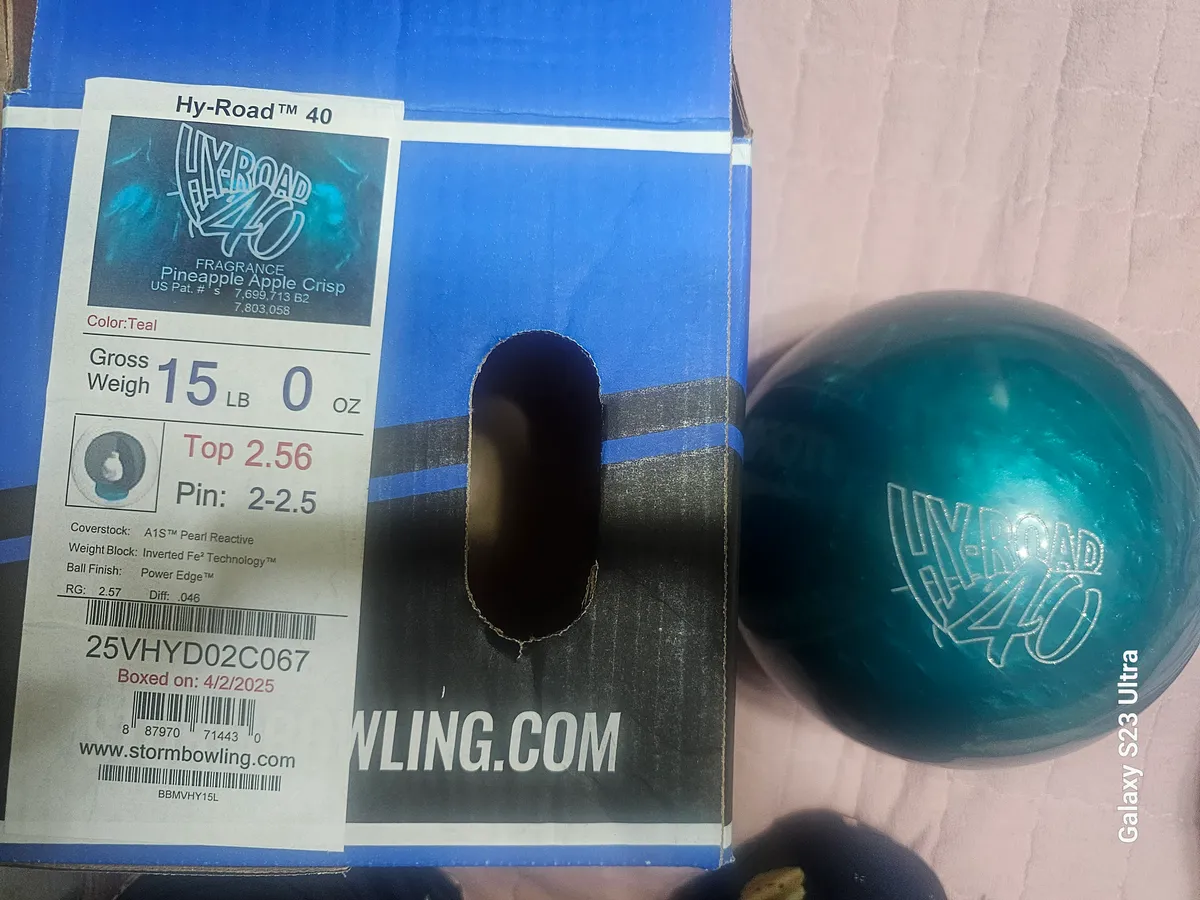 Hy-Road™ 40
HY-ROAD
40
FRAGRANCE
Pineapple Apple Crisp
US Pat. # s 7,699,713 B2
7,803,058
Color:Teal
Gross
Weigh 15 LB 0 OZ
Top 2.56
Pin: 2-2.5
Coverstock: A1S™ Pearl Reactive
Weight Block: Inverted Fe² Technology™
Ball Finish: Power Edge™
RG: 2.57 Diff: .046
25VHYD02C067
Boxed on: 4/2/2025
8 87970 71443 0
www.stormbowling.com
BBMVHY15L
WLING.COM
HY-ROAD
40
Galaxy S23 Ultra